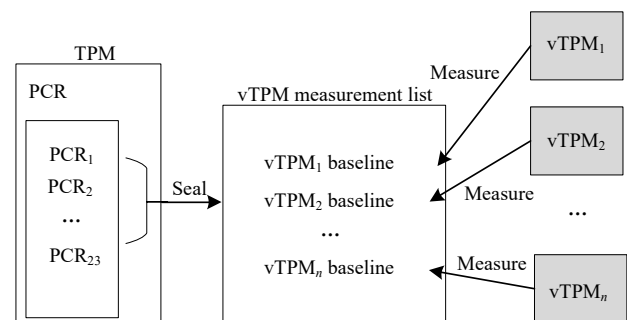 TPM
PCR
PCR₁
PCR₂
...
PCR₂₃
Seal
vTPM measurement list
vTPM₁ baseline
vTPM₂ baseline
...
vTPMₙ baseline
Measure
Measure
Measure
vTPM₁
vTPM₂
...
vTPMₙ